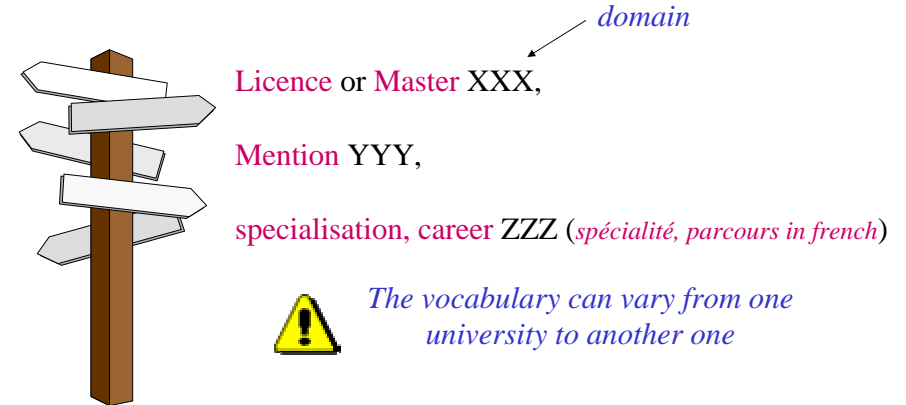 domain
Licence or Master XXX,
Mention YYY,
specialisation, career ZZZ (spécialité, parcours in french)
The vocabulary can vary from one
university to another one